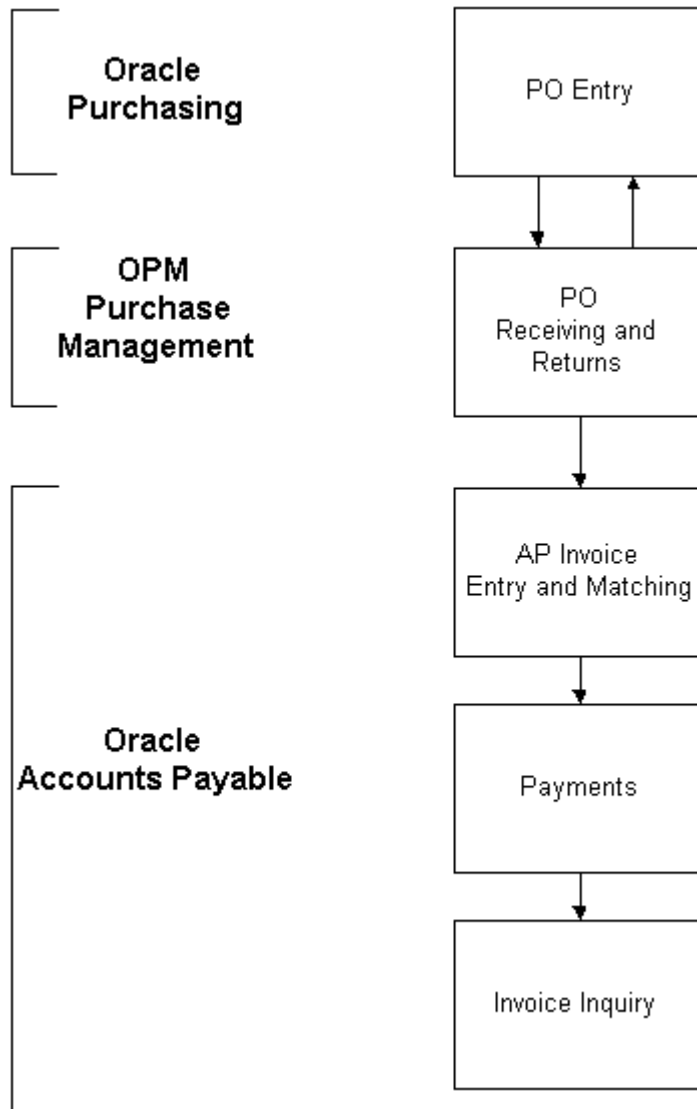 Oracle
Purchasing
PO Entry
OPM
Purchase
Management
PO
Receiving and
Returns
AP Invoice
Entry and Matching
Oracle
Accounts Payable
Payments
Invoice Inquiry